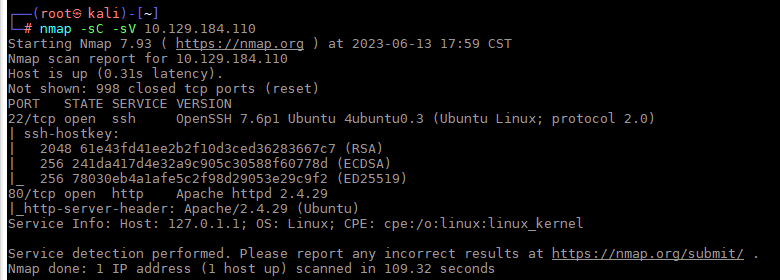 ┌──(root㉿kali)-[~]
└─# nmap -sC -sV 10.129.184.110
Starting Nmap 7.93 ( https://nmap.org ) at 2023-06-13 17:59 CST
Nmap scan report for 10.129.184.110
Host is up (0.31s latency).
Not shown: 998 closed tcp ports (reset)
PORT   STATE SERVICE VERSION
22/tcp open  ssh     OpenSSH 7.6p1 Ubuntu 4ubuntu0.3 (Ubuntu Linux; protocol 2.0)
| ssh-hostkey:
|   2048 61e43fd41ee2b2f10d3ced36283667c7 (RSA)
|   256 241da417d4e32a9c905c30588f60778d (ECDSA)
|_  256 78030eb4a1afe5c2f98d29053e29c9f2 (ED25519)
80/tcp open  http    Apache httpd 2.4.29
|_http-server-header: Apache/2.4.29 (Ubuntu)
Service Info: Host: 127.0.1.1; OS: Linux; CPE: cpe:/o:linux:linux_kernel

Service detection performed. Please report any incorrect results at https://nmap.org/submit/ .
Nmap done: 1 IP address (1 host up) scanned in 109.32 seconds